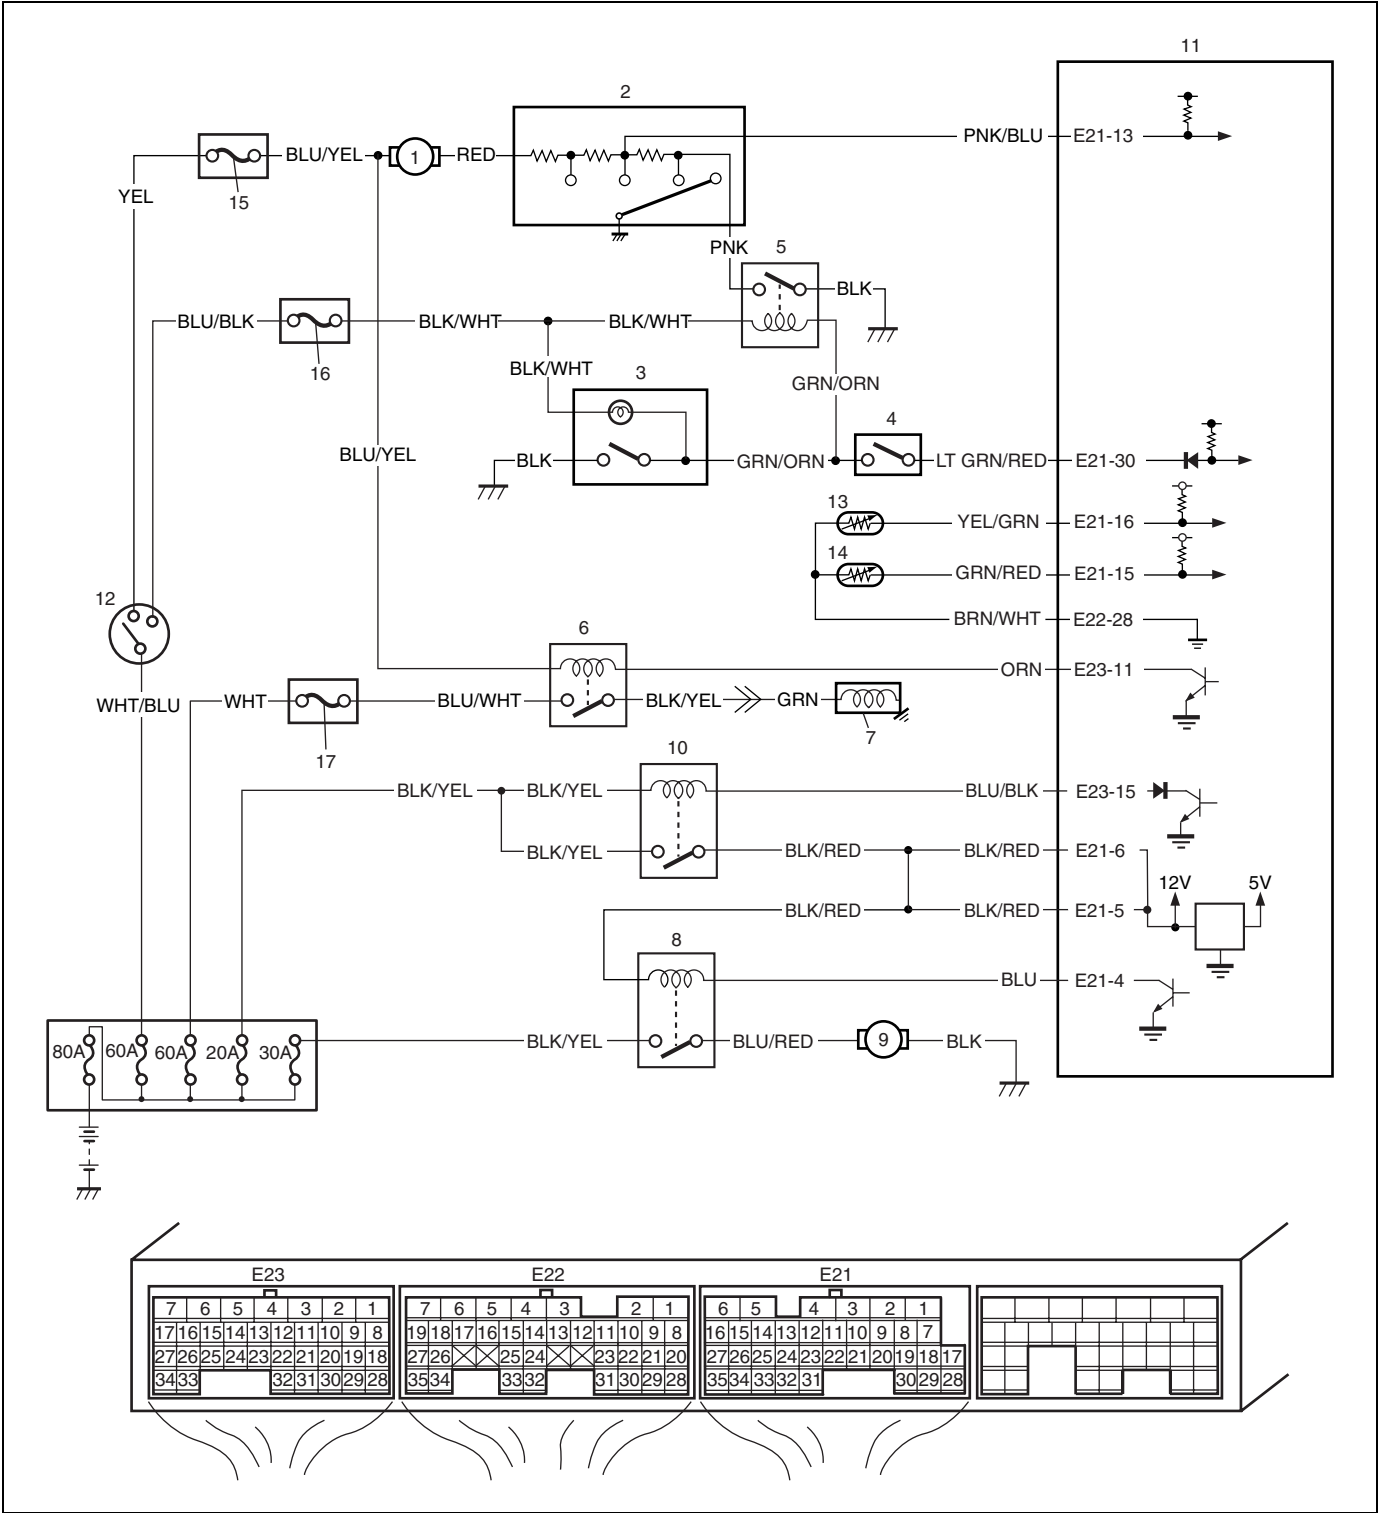 11
2
PNK/BLU E21-13
BLU/YEL 1 RED
YEL
15
PNK 5
BLK
BLU/BLK BLK/WHT BLK/WHT
16
BLK/WHT 3
GRN/ORN
4
BLU/YEL
BLK GRN/ORN LT GRN/RED E21-30
13
YEL/GRN E21-16
14
GRN/RED E21-15
12
BRN/WHT E22-28
6
ORN E23-11
WHT/BLU WHT BLU/WHT BLK/YEL GRN
7
17
10
BLK/YEL BLK/YEL BLU/BLK E23-15
BLK/YEL BLK/RED BLK/RED E21-6
12V 5V
BLK/RED BLK/RED E21-5
8
BLU E21-4
80A 60A 60A 20A 30A BLK/YEL BLU/RED 9 BLK
E23 E22 E21
7 6 5 4 3 2 1 7 6 5 4 3 2 1 6 5 4 3 2 1
17 16 15 14 13 12 11 10 9 8 19 18 17 16 15 14 13 12 11 10 9 8 16 15 14 13 12 11 10 9 8 7
27 26 25 24 23 22 21 20 19 18 27 26 25 24 23 22 21 20 27 26 25 24 23 22 21 20 19 18 17
34 33 32 31 30 29 28 35 34 33 32 31 30 29 28 35 34 33 32 31 30 29 28